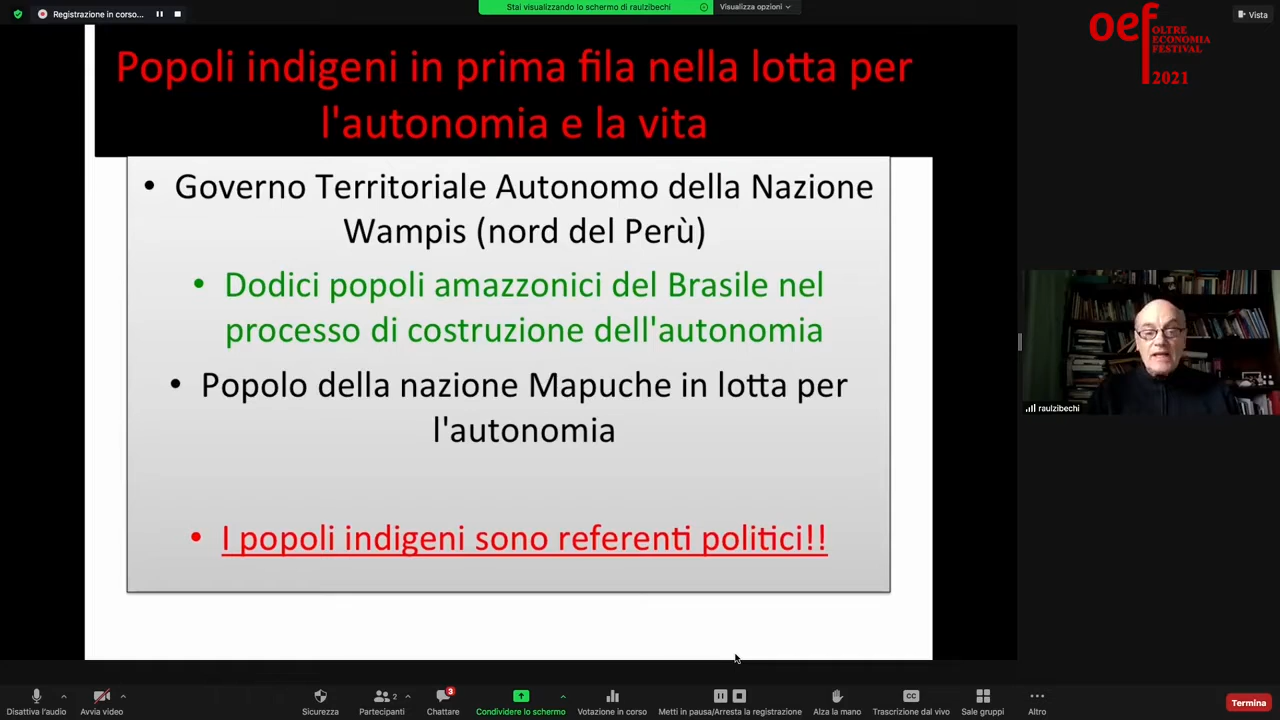 Registrazione in corso...
Stai visualizzando lo schermo di raulzibechi
Visualizza opzioni
Vista
oef OLTRE
ECONOMIA
FESTIVAL
2021
Popoli indigeni in prima fila nella lotta per
l'autonomia e la vita
• Governo Territoriale Autonomo della Nazione
Wampis (nord del Perù)
• Dodici popoli amazzonici del Brasile nel
processo di costruzione dell'autonomia
• Popolo della nazione Mapuche in lotta per
l'autonomia
• I popoli indigeni sono referenti politici!!
raulzibechi
Disattiva l'audio
Avvia video
Sicurezza
Partecipanti
2
Chattare
3
Condividere lo schermo
Votazione in corso
Metti in pausa/Arresta la registrazione
Alza la mano
CC
Trascrizione dal vivo
Sale gruppi
Altro
Termina